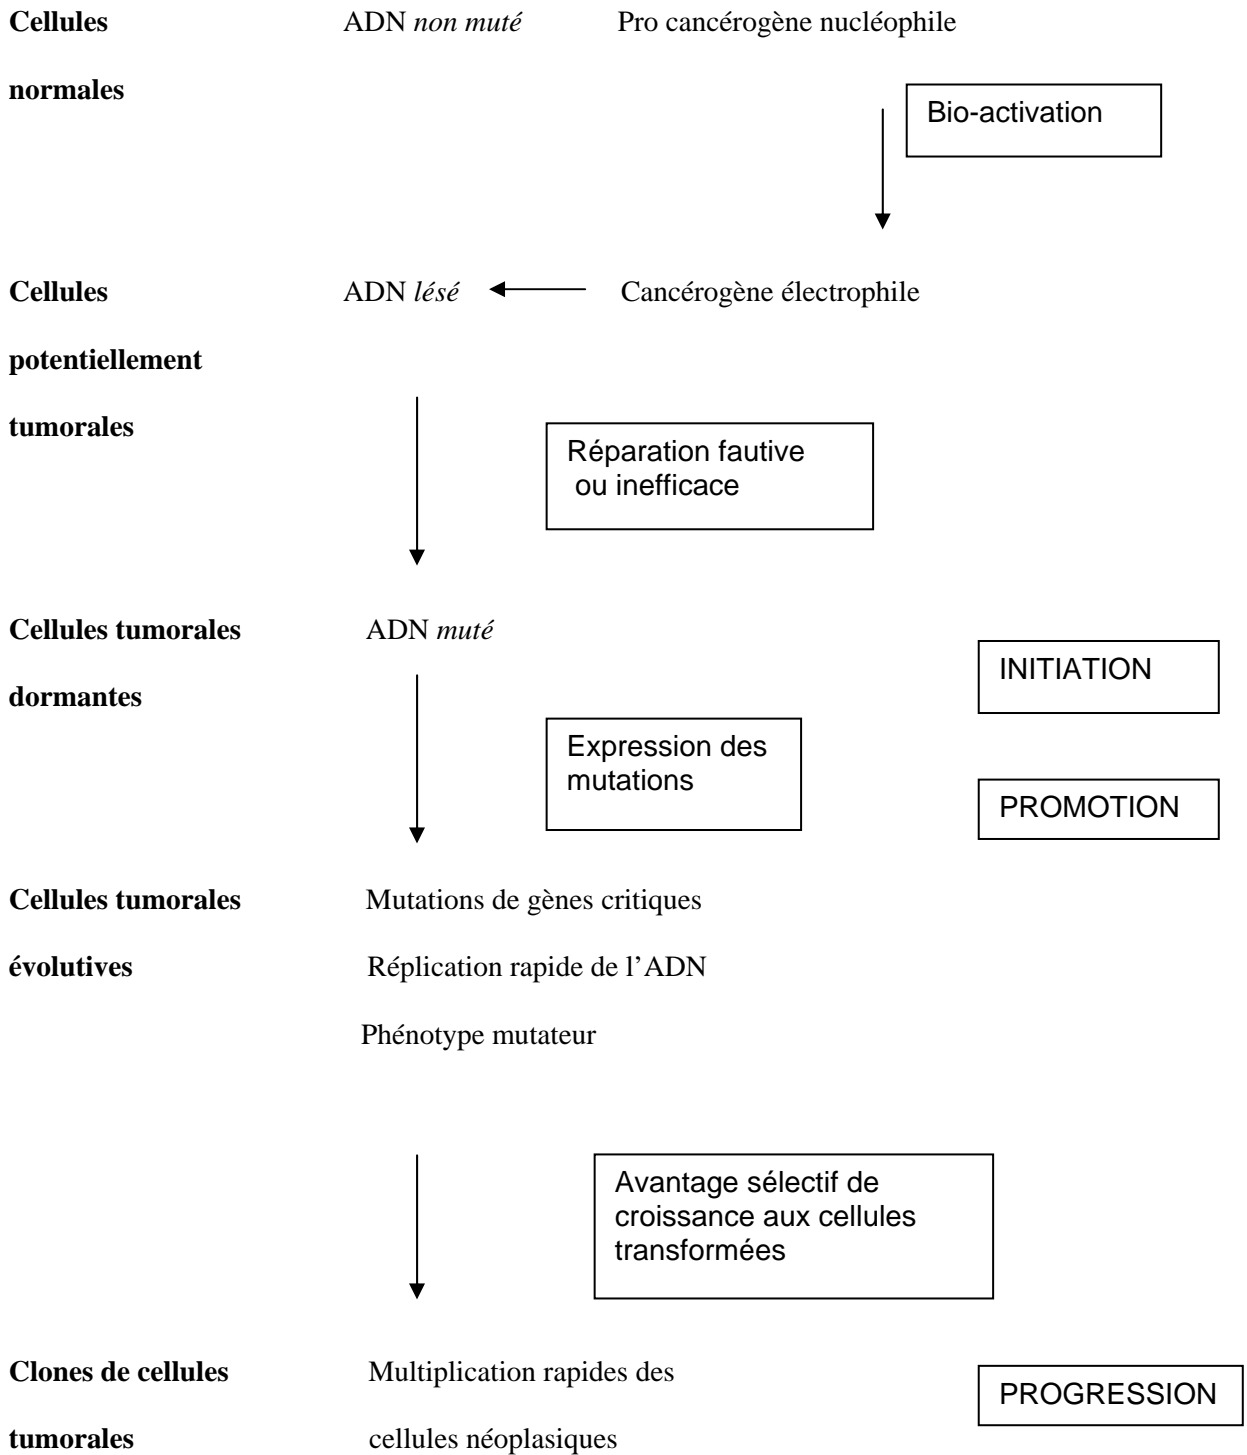 Cellules ADN non muté Pro cancérogène nucléophile
normales
Bio-activation
Cellules ADN lésé Cancérogène électrophile
potentiellement
tumorales
Réparation fautive
ou inefficace
Cellules tumorales ADN muté
INITIATION
dormantes
Expression des
mutations
PROMOTION
Cellules tumorales Mutations de gènes critiques
évolutives Réplication rapide de l’ADN
Phénotype mutateur
Avantage sélectif de
croissance aux cellules
transformées
Clones de cellules Multiplication rapides des
PROGRESSION
tumorales cellules néoplasiques